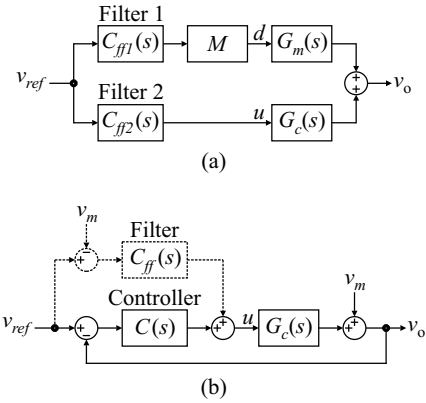 Filter 1
C_ff1(s) M d G_m(s)
v_ref + + v_o
Filter 2
C_ff2(s) u G_c(s)
(a)
v_m
− + Filter
C_ff(s)
Controller v_m
v_ref + − C(s) + + u G_c(s) + + v_o
(b)